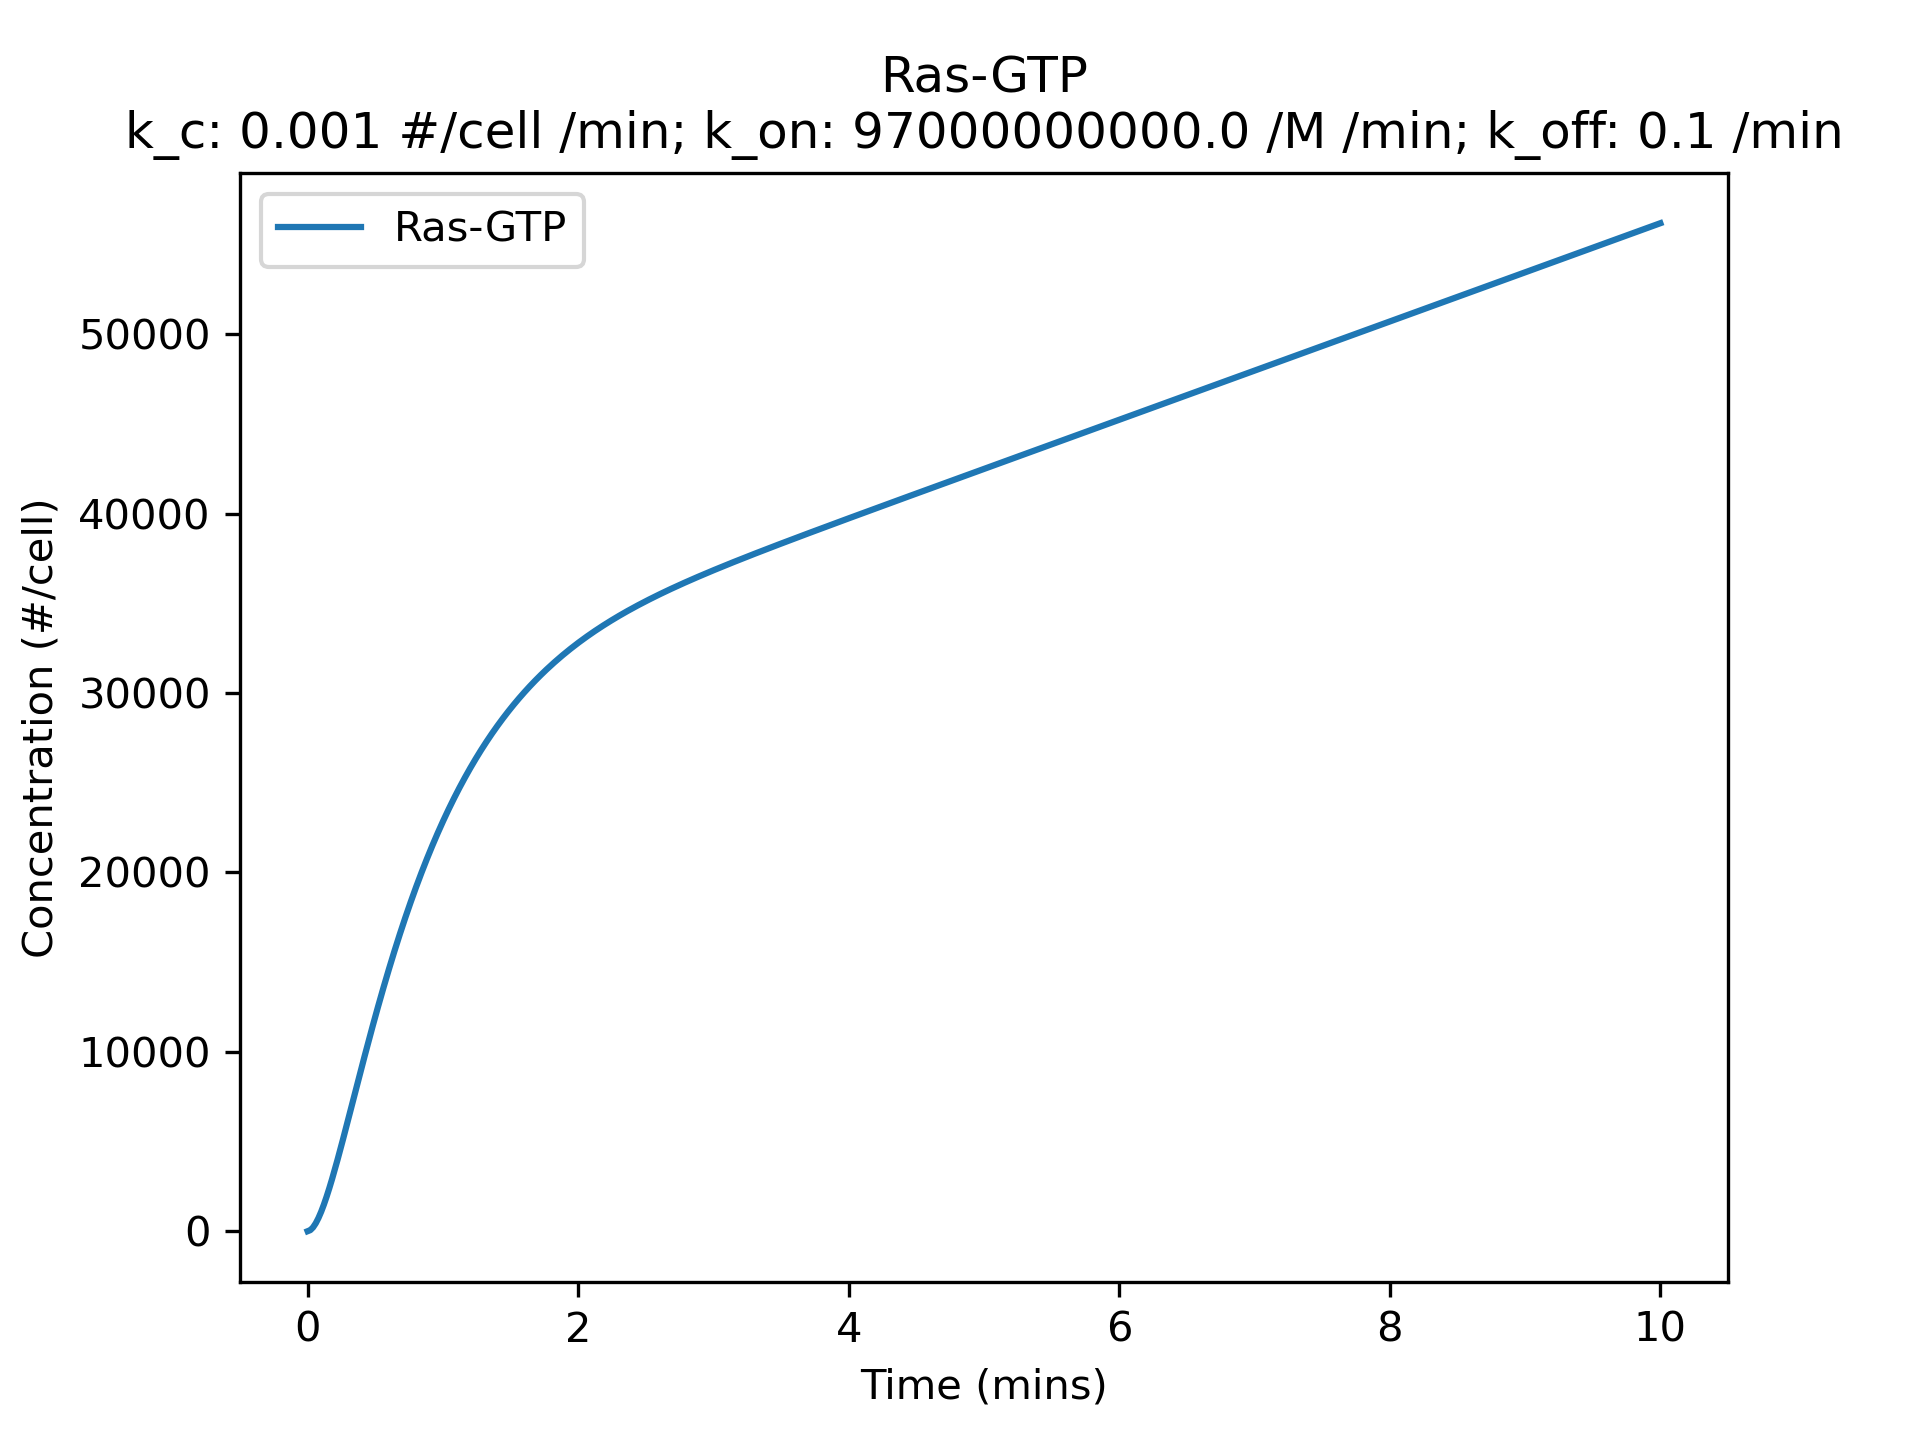 Ras-GTP
k_c: 0.001 #/cell /min; k_on: 97000000000.0 /M /min; k_off: 0.1 /min
Ras-GTP
50000
40000
30000
20000
10000
0
Concentration (#/cell)
0 2 4 6 8 10
Time (mins)